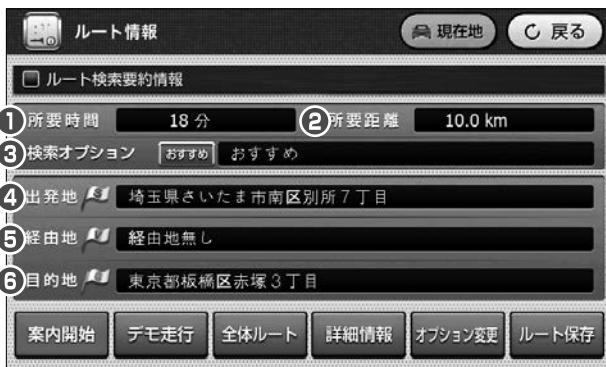 ルート情報 現在地 戻る
ルート検索要約情報
1 所要時間 18 分 2 所要距離 10.0 km
3 検索オプション おすすめ おすすめ
4 出発地 S 埼玉県さいたま市南区別所7丁目
5 経由地 経由地無し
6 目的地 東京都板橋区赤塚3丁目
案内開始 デモ走行 全体ルート 詳細情報 オプション変更 ルート保存